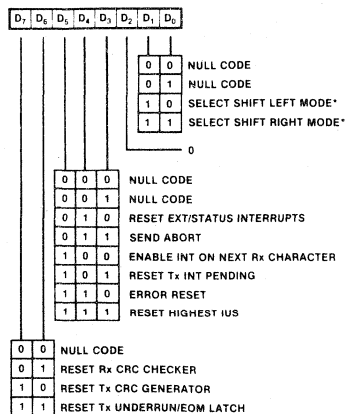 D7 D6 D5 D4 D3 D2 D1 D0
0 0 NULL CODE
0 1 NULL CODE
1 0 SELECT SHIFT LEFT MODE*
1 1 SELECT SHIFT RIGHT MODE*
0
0 0 0 NULL CODE
0 0 1 NULL CODE
0 1 0 RESET EXT/STATUS INTERRUPTS
0 1 1 SEND ABORT
1 0 0 ENABLE INT ON NEXT Rx CHARACTER
1 0 1 RESET Tx INT PENDING
1 1 0 ERROR RESET
1 1 1 RESET HIGHEST IUS
0 0 NULL CODE
0 1 RESET Rx CRC CHECKER
1 0 RESET Tx CRC GENERATOR
1 1 RESET Tx UNDERRUN/EOM LATCH